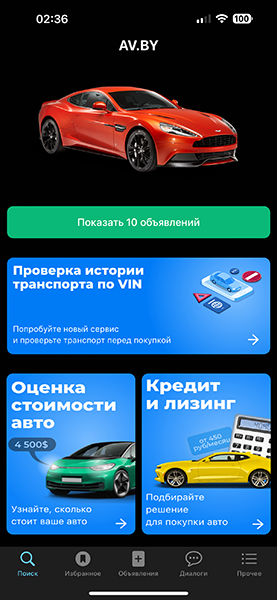 02:36
100
AV.BY
Показать 10 объявлений
Проверка истории
транспорта по VIN
Попробуйте новый сервис
и проверьте транспорт перед покупкой
Оценка
стоимости
авто
4 500$
Узнайте, сколько
стоит ваше авто
Кредит
и лизинг
от 450
руб/месяц
Подбирайте
решение
для покупки авто
Поиск
Избранное
Объявления
Диалоги
Прочее